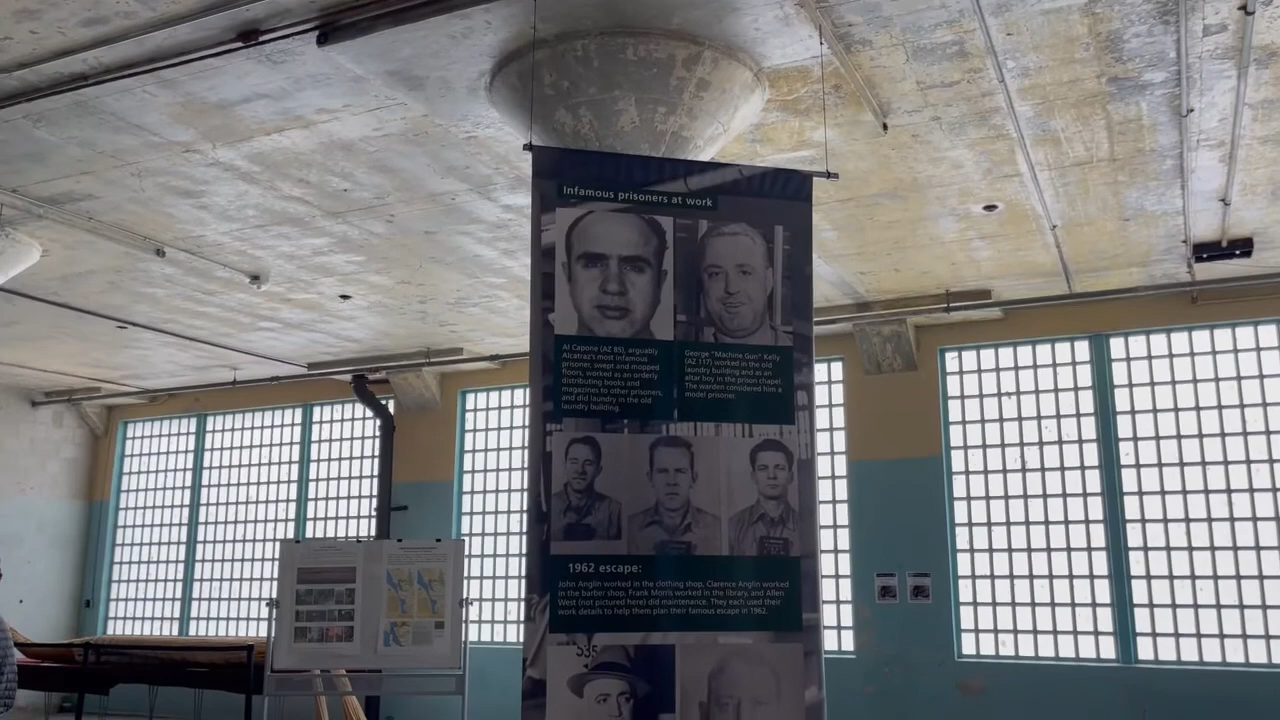 Infamous prisoners at work
Al Capone (AZ 85), arguably
Alcatraz's most infamous
prisoner, swept and mopped
floors, worked as an orderly
distributing books and
magazines to other prisoners,
and did laundry in the old
laundry building.
George "Machine Gun" Kelly
(AZ 117) worked in the old
laundry building and as an
altar boy in the prison chapel.
The warden considered him a
model prisoner.
1962 escape:
John Anglin worked in the clothing shop, Clarence Anglin worked
in the barber shop, Frank Morris worked in the library, and Allen
West (not pictured here) did maintenance. They each used their
work details to help them plan their famous escape in 1962.
535